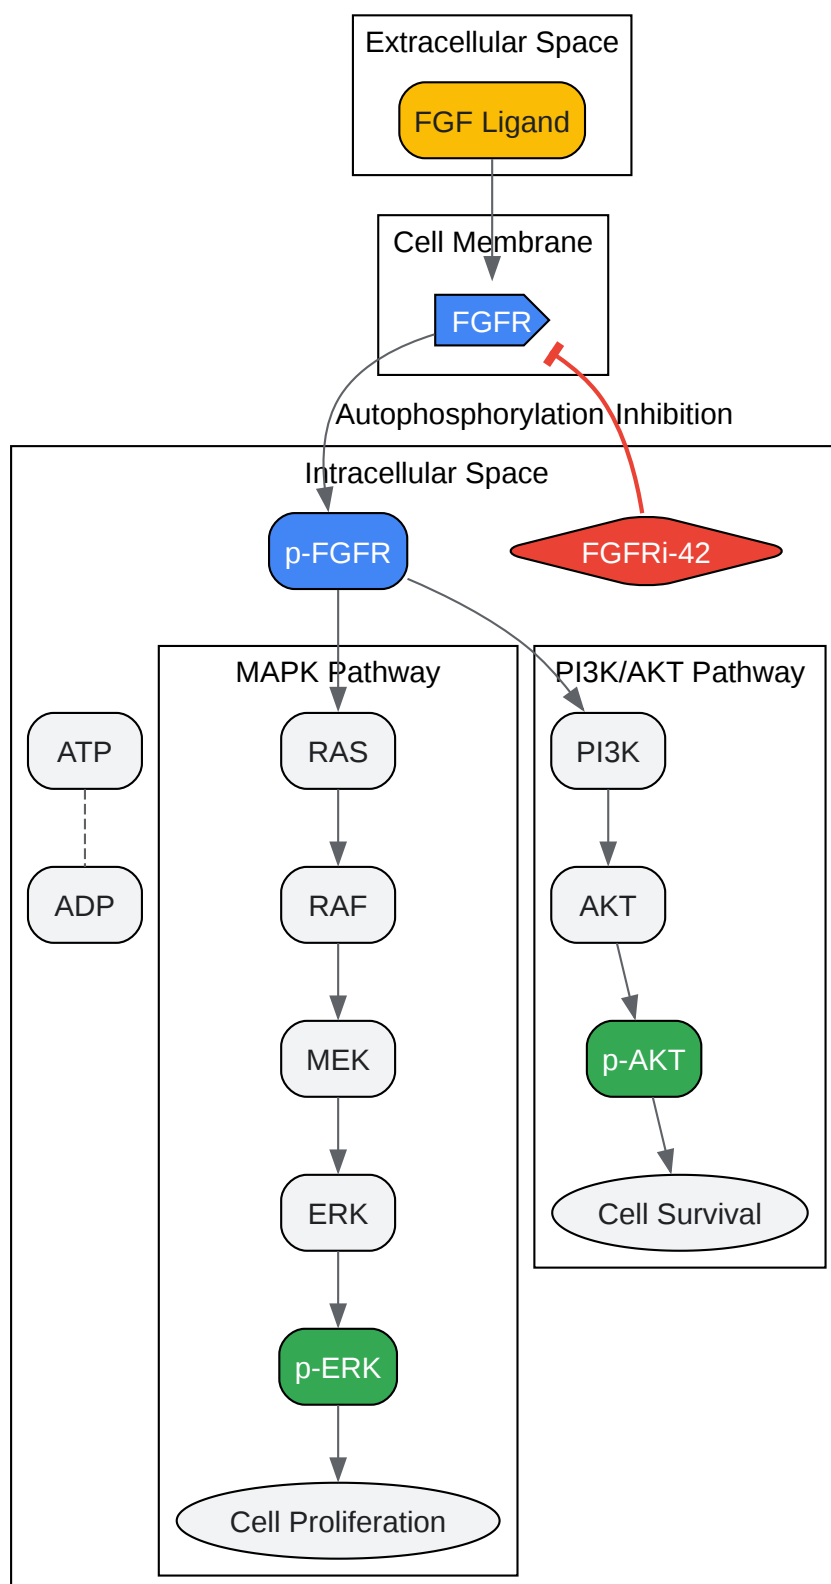 Extracellular Space
FGF Ligand
Cell Membrane
FGFR
Autophosphorylation
Inhibition
Intracellular Space
p-FGFR
FGFRi-42
MAPK Pathway
PI3K/AKT Pathway
ATP
RAS
PI3K
ADP
RAF
AKT
MEK
p-AKT
ERK
Cell Survival
p-ERK
Cell Proliferation